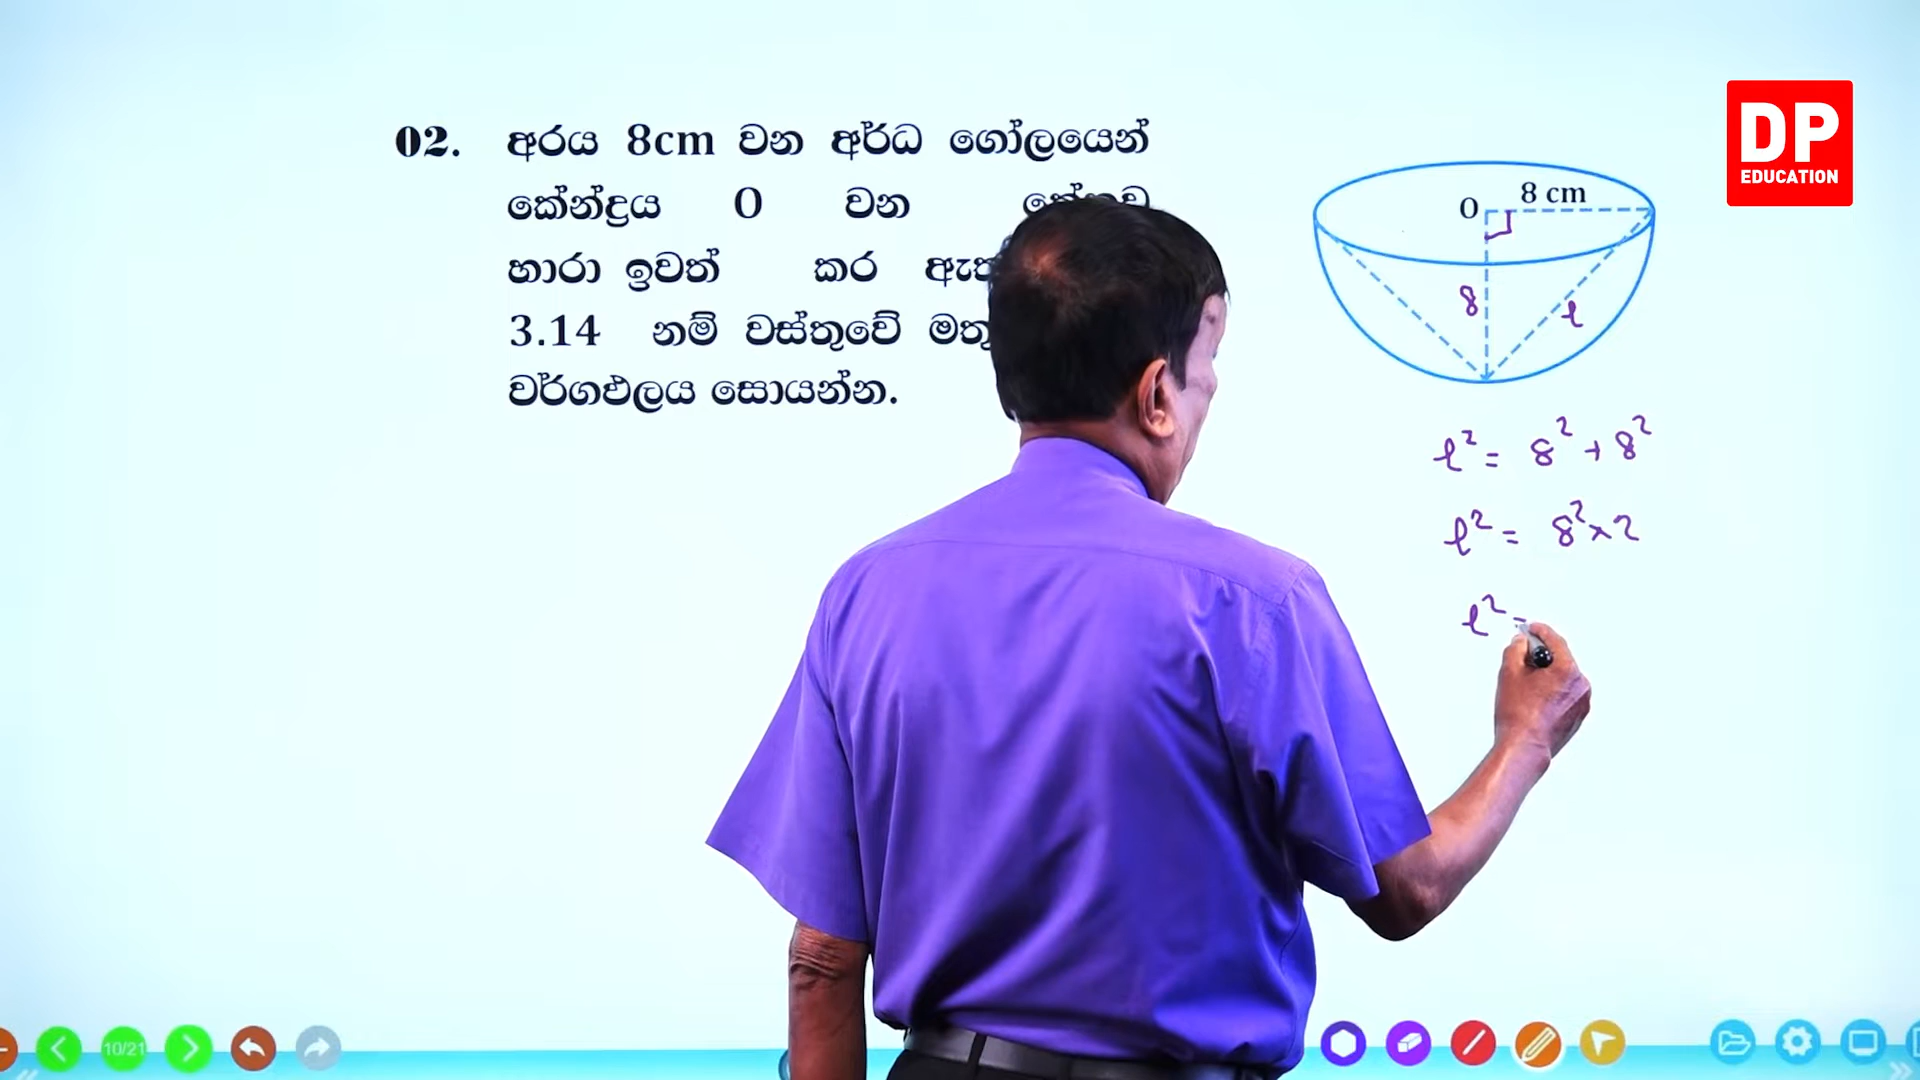 02. අරය 8cm වන අර්ධ ගෝලයෙන්
කේන්ද්‍රය O වන
හාරා ඉවත් කර
3.14 නම් වස්තුවේ
වර්ගඵලය සොයන්න.
O 8 cm
8 ℓ
ℓ² = 8² + 8²
ℓ² = 8² × 2
ℓ² =
DP
EDUCATION
10/21